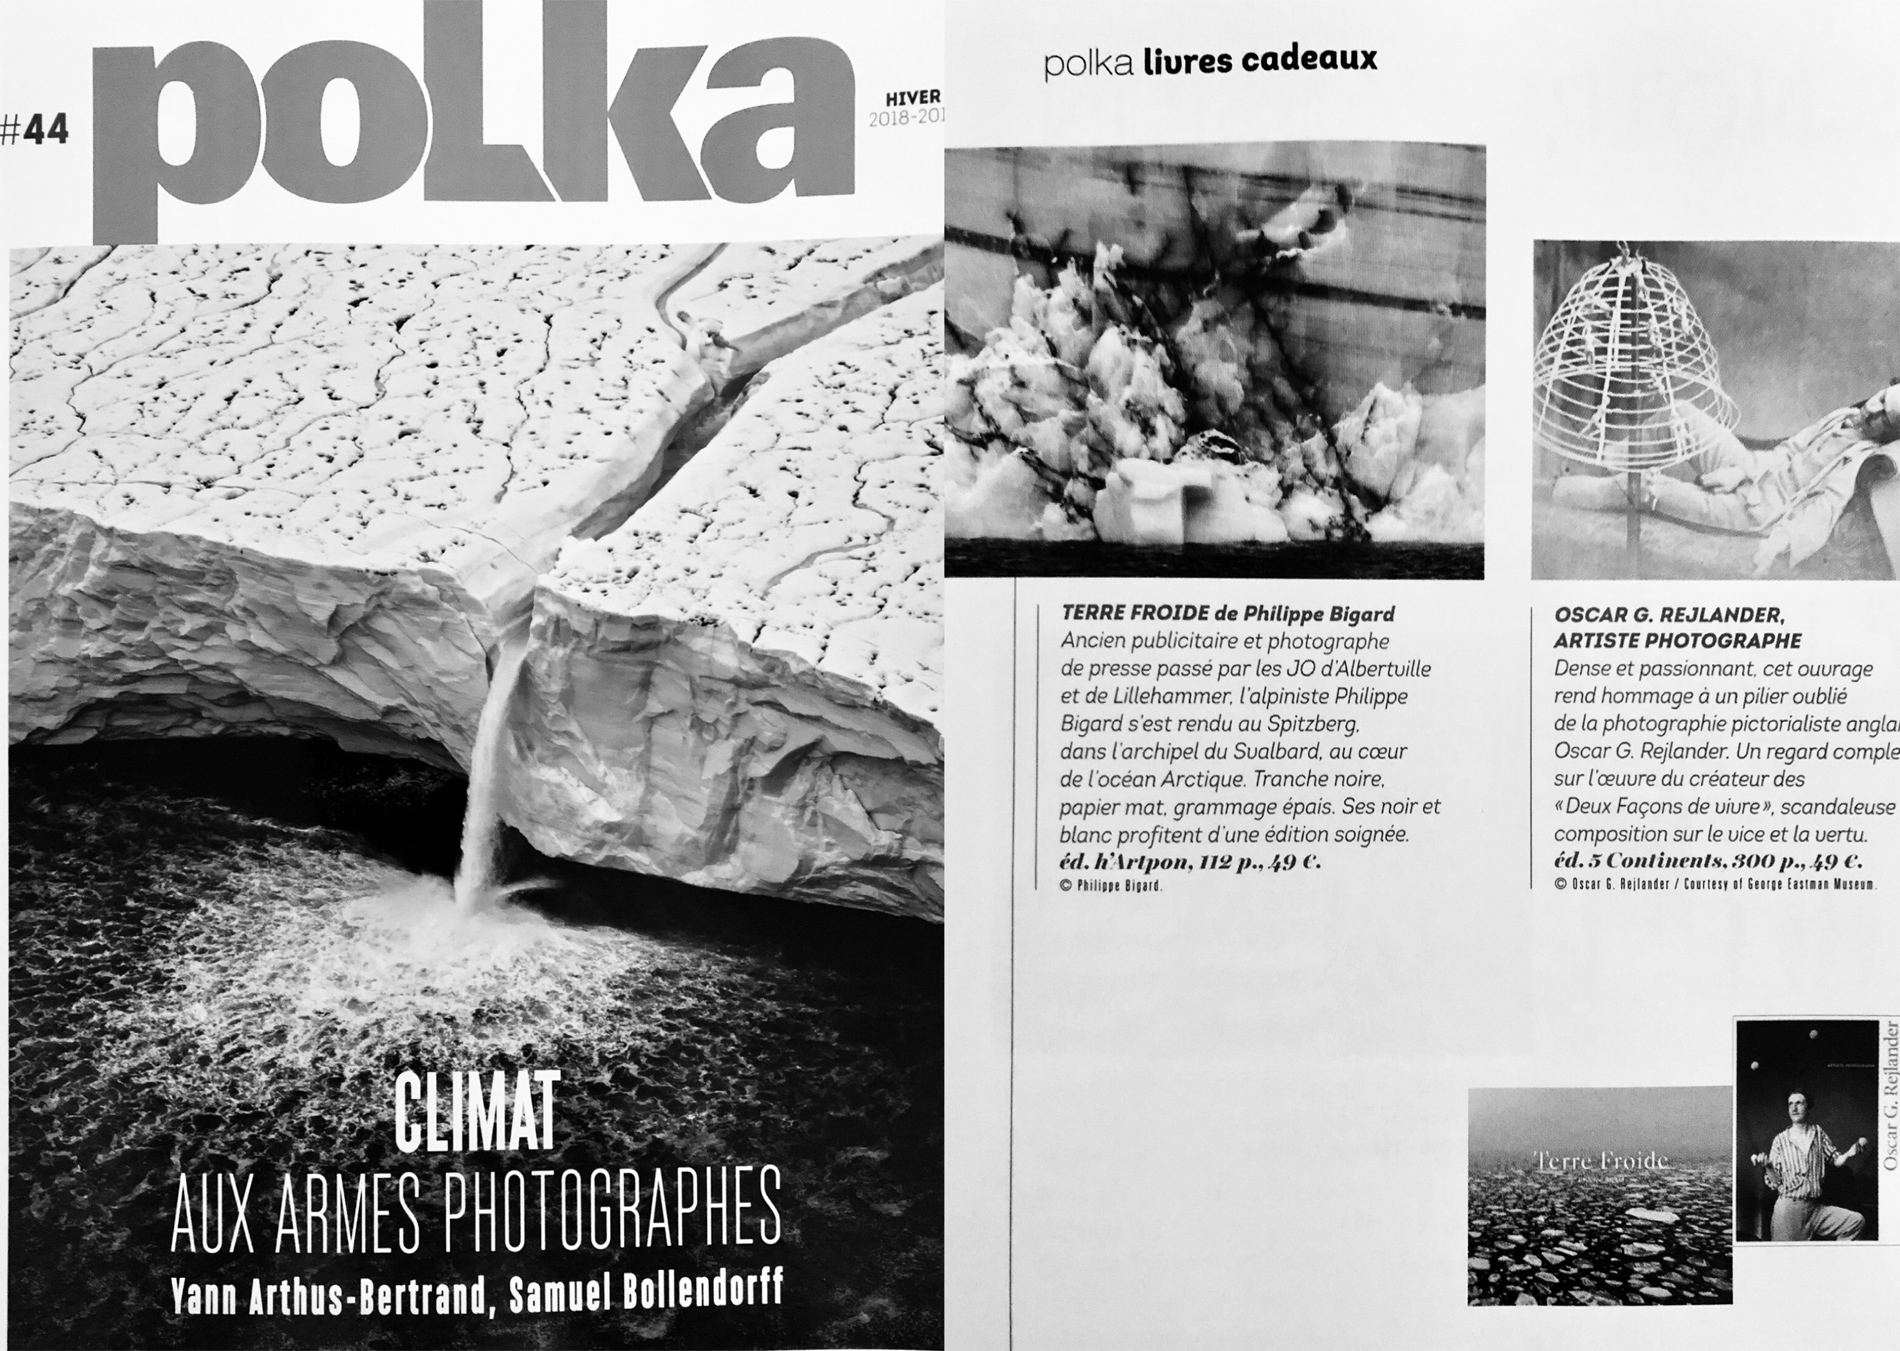 polka
#44
HIVER
2018-201
CLIMAT
AUX ARMES PHOTOGRAPHES
Yann Arthus-Bertrand, Samuel Bollendorff
polka livres cadeaux
TERRE FROIDE de Philippe Bigard
Ancien publicitaire et photographe
de presse passé par les JO d'Albertville
et de Lillehammer, l'alpiniste Philippe
Bigard s'est rendu au Spitzberg,
dans l'archipel du Svalbard, au cœur
de l'océan Arctique. Tranche noire,
papier mat, grammage épais. Ses noir et
blanc profitent d'une édition soignée.
éd. h'Artpon, 112 p., 49 €.
© Philippe Bigard.
OSCAR G. REJLANDER,
ARTISTE PHOTOGRAPHE
Dense et passionnant, cet ouvrage
rend hommage à un pilier oublié
de la photographie pictorialiste anglai
Oscar G. Rejlander. Un regard comple
sur l'œuvre du créateur des
«Deux Façons de vivre», scandaleuse
composition sur le vice et la vertu.
éd. 5 Continents, 300 p., 49 €.
© Oscar G. Rejlander / Courtesy of George Eastman Museum.
Terre Froide
Oscar G. Rejlander